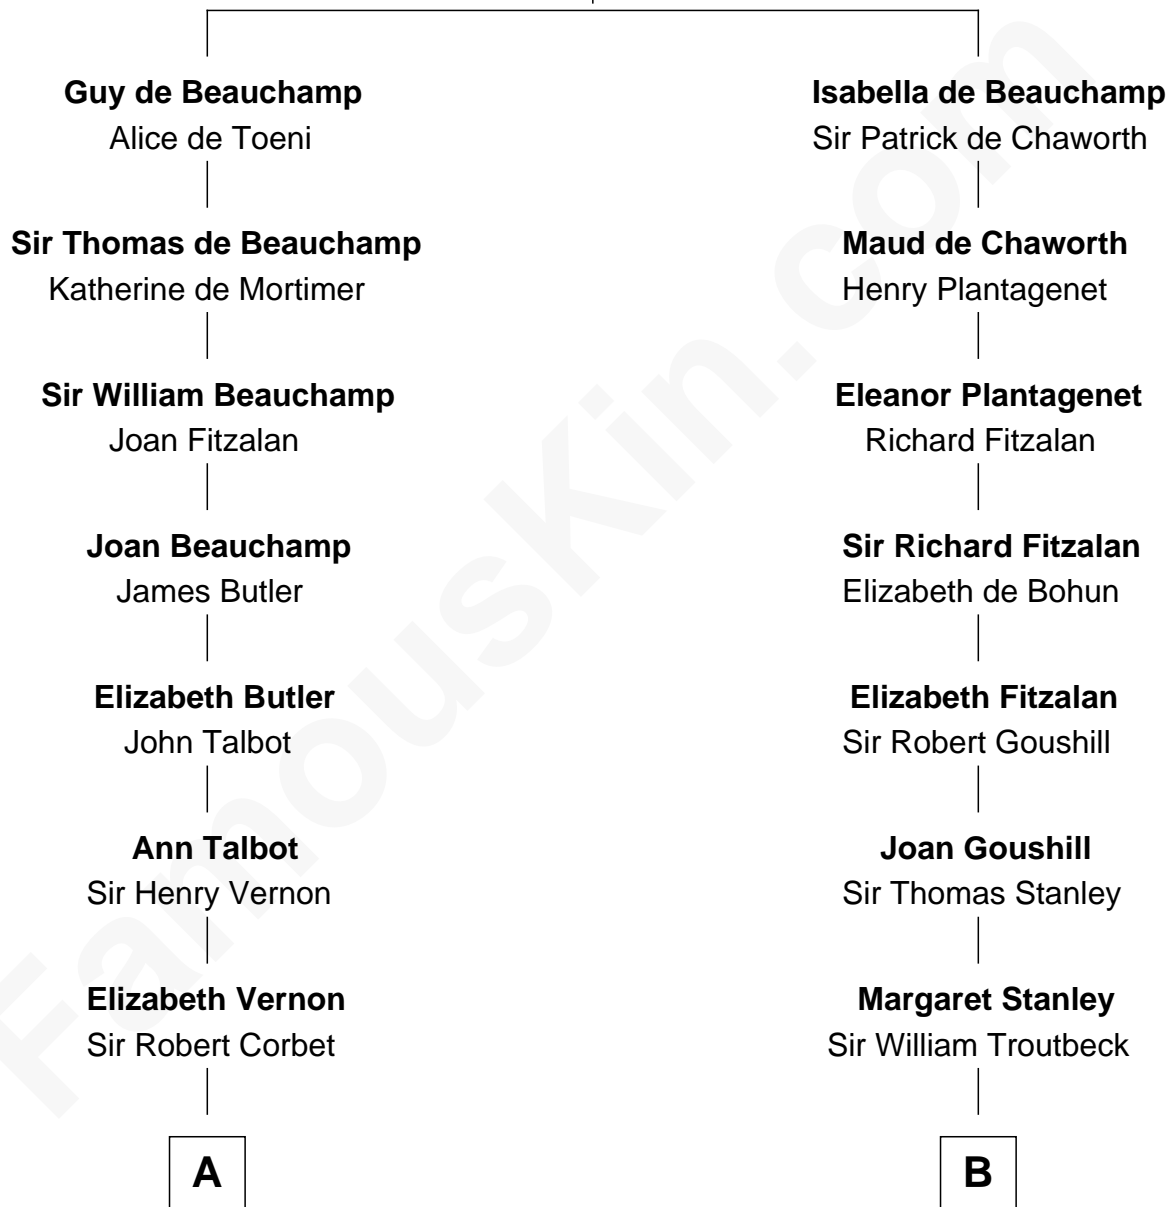 Guy de Beauchamp
Alice de Toeni
Sir Thomas de Beauchamp
Katherine de Mortimer
Sir William Beauchamp
Joan Fitzalan
Joan Beauchamp
James Butler
Elizabeth Butler
John Talbot
Ann Talbot
Sir Henry Vernon
Elizabeth Vernon
Sir Robert Corbet
A
Isabella de Beauchamp
Sir Patrick de Chaworth
Maud de Chaworth
Henry Plantagenet
Eleanor Plantagenet
Richard Fitzalan
Sir Richard Fitzalan
Elizabeth de Bohun
Elizabeth Fitzalan
Sir Robert Goushill
Joan Goushill
Sir Thomas Stanley
Margaret Stanley
Sir William Troutbeck
B
FamousKin.com